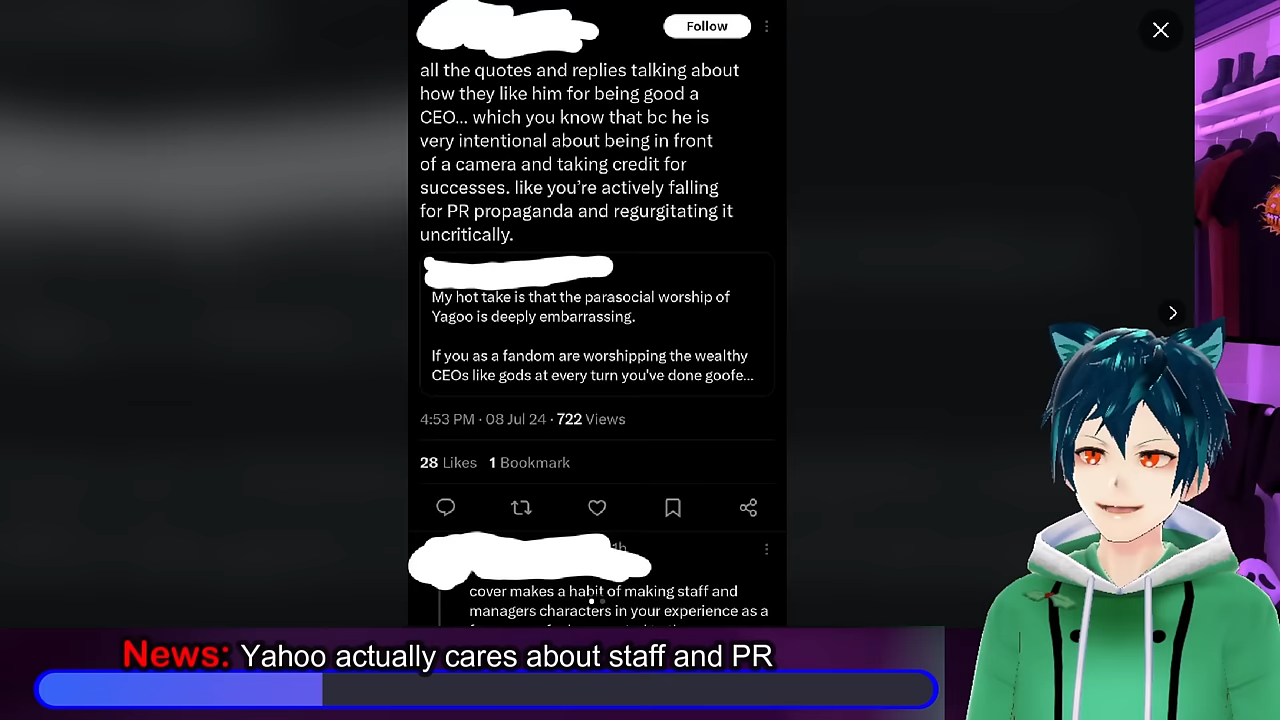 Follow
all the quotes and replies talking about
how they like him for being good a
CEO... which you know that bc he is
very intentional about being in front
of a camera and taking credit for
successes. like you're actively falling
for PR propaganda and regurgitating it
uncritically.
My hot take is that the parasocial worship of
Yagoo is deeply embarrassing.
If you as a fandom are worshipping the wealthy
CEOs like gods at every turn you've done goofe...
4:53 PM · 08 Jul 24 · 722 Views
28 Likes 1 Bookmark
1h
cover makes a habit of making staff and
managers characters in your experience as a
News: Yahoo actually cares about staff and PR